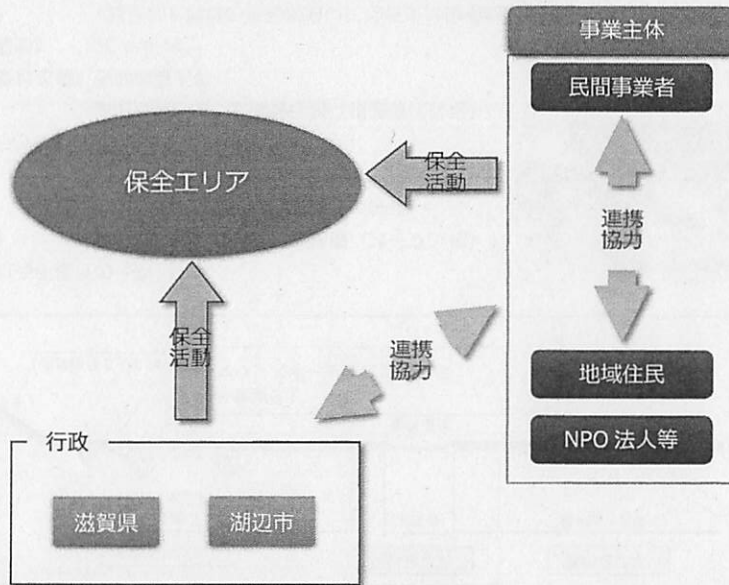 事業主体
民間事業者
保全エリア
保全
活動
連携
協力
保全
活動
連携
協力
地域住民
NPO 法人等
行政
滋賀県
湖辺市